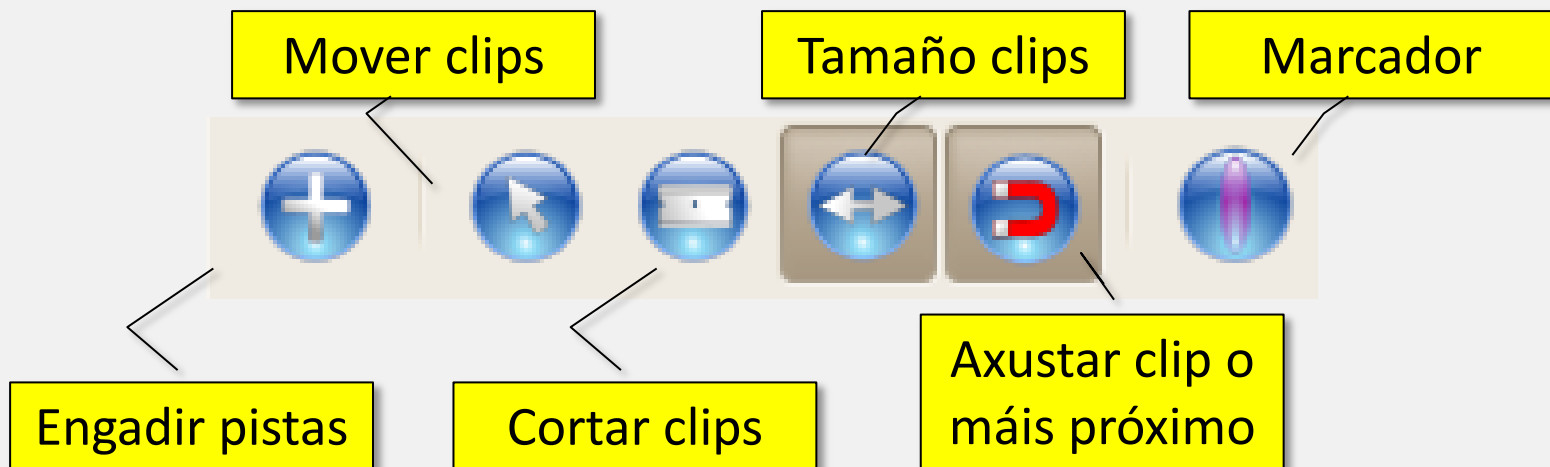 Mover clips
Tamaño clips
Marcador
Engadir pistas
Cortar clips
Axustar clip o
máis próximo